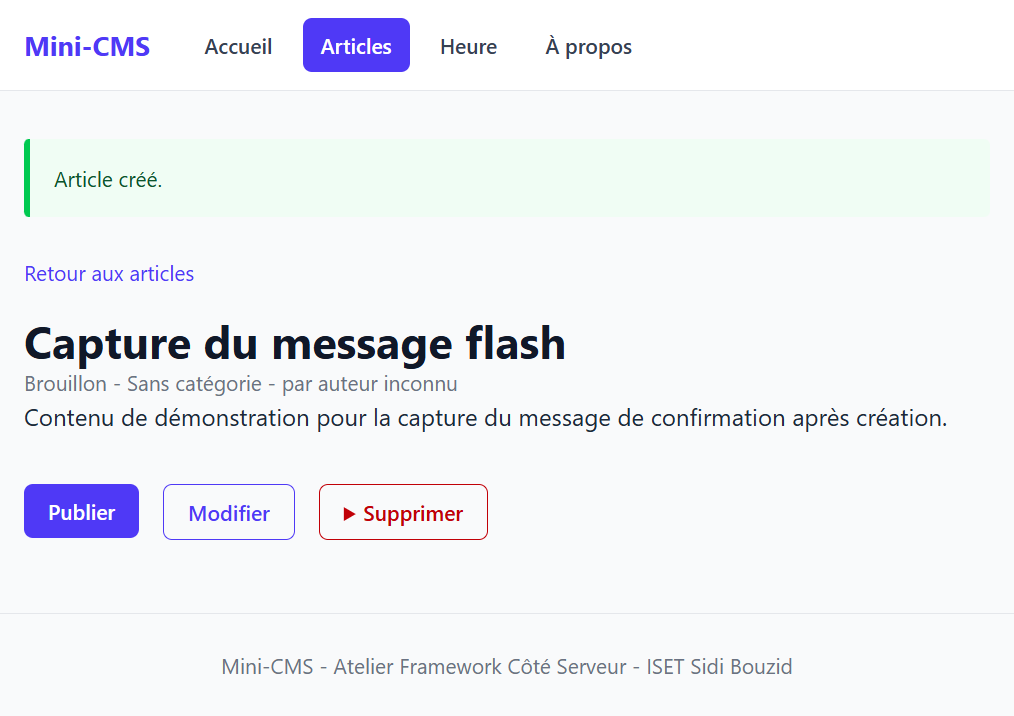 Mini-CMS Accueil Articles Heure À propos
Article créé.
Retour aux articles
Capture du message flash
Brouillon - Sans catégorie - par auteur inconnu
Contenu de démonstration pour la capture du message de confirmation après création.
Publier Modifier ▶ Supprimer
Mini-CMS - Atelier Framework Côté Serveur - ISET Sidi Bouzid